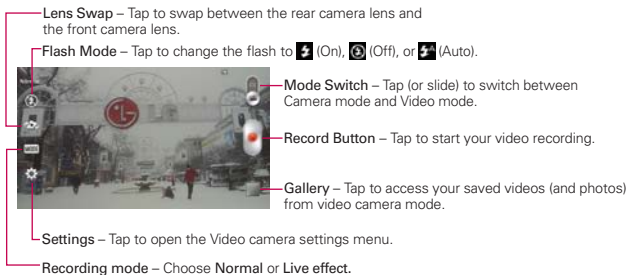 Lens Swap – Tap to swap between the rear camera lens and
the front camera lens.
Flash Mode – Tap to change the flash to (On), (Off), or (Auto).
Mode Switch – Tap (or slide) to switch between
Camera mode and Video mode.
LG
MODE
Record Button – Tap to start your video recording.
Gallery – Tap to access your saved videos (and photos)
from video camera mode.
Settings – Tap to open the Video camera settings menu.
Recording mode – Choose Normal or Live effect.